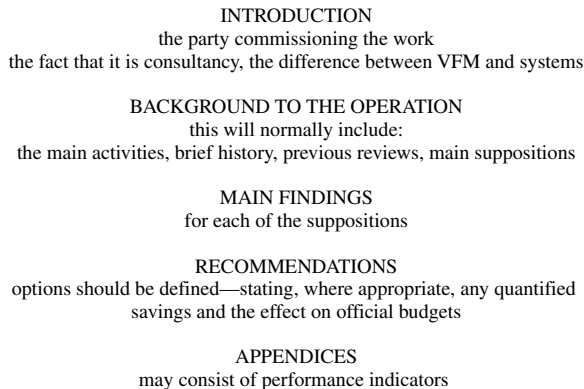 INTRODUCTION
the party commissioning the work
the fact that it is consultancy, the difference between VFM and systems
BACKGROUND TO THE OPERATION
this will normally include:
the main activities, brief history, previous reviews, main suppositions
MAIN FINDINGS
for each of the suppositions
RECOMMENDATIONS
options should be defined—stating, where appropriate, any quantified
savings and the effect on official budgets
APPENDICES
may consist of performance indicators